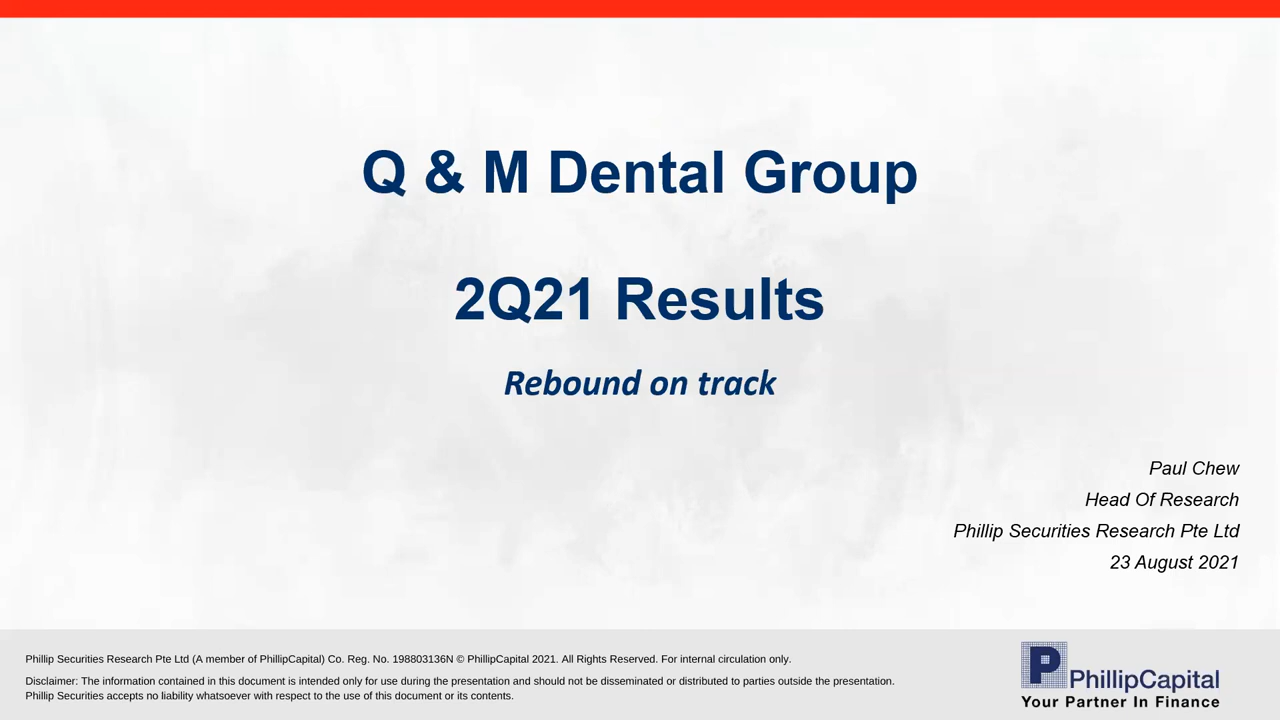 Q & M Dental Group
2Q21 Results
Rebound on track
Paul Chew
Head Of Research
Phillip Securities Research Pte Ltd
23 August 2021
Phillip Securities Research Pte Ltd (A member of PhillipCapital) Co. Reg. No. 198803136N © PhillipCapital 2021. All Rights Reserved. For internal circulation only.
Disclaimer: The information contained in this document is intended only for use during the presentation and should not be disseminated or distributed to parties outside the presentation.
Phillip Securities accepts no liability whatsoever with respect to the use of this document or its contents.
P PhillipCapital
Your Partner In Finance